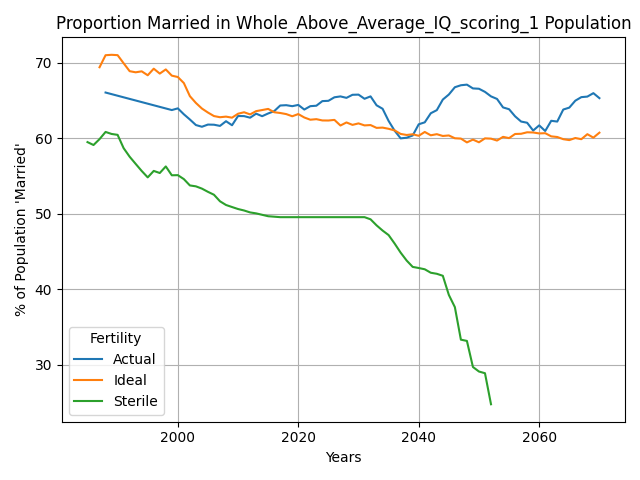 Proportion Married in Whole_Above_Average_IQ_scoring_1 Population
% of Population 'Married'
70
60
50
40
30
Fertility
Actual
Ideal
Sterile
2000 2020 2040 2060
Years